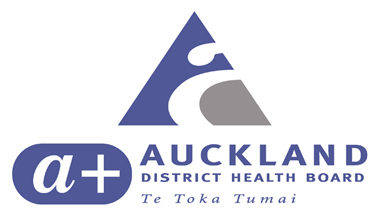 a+
AUCKLAND
DISTRICT HEALTH BOARD
Te Toka Tumai